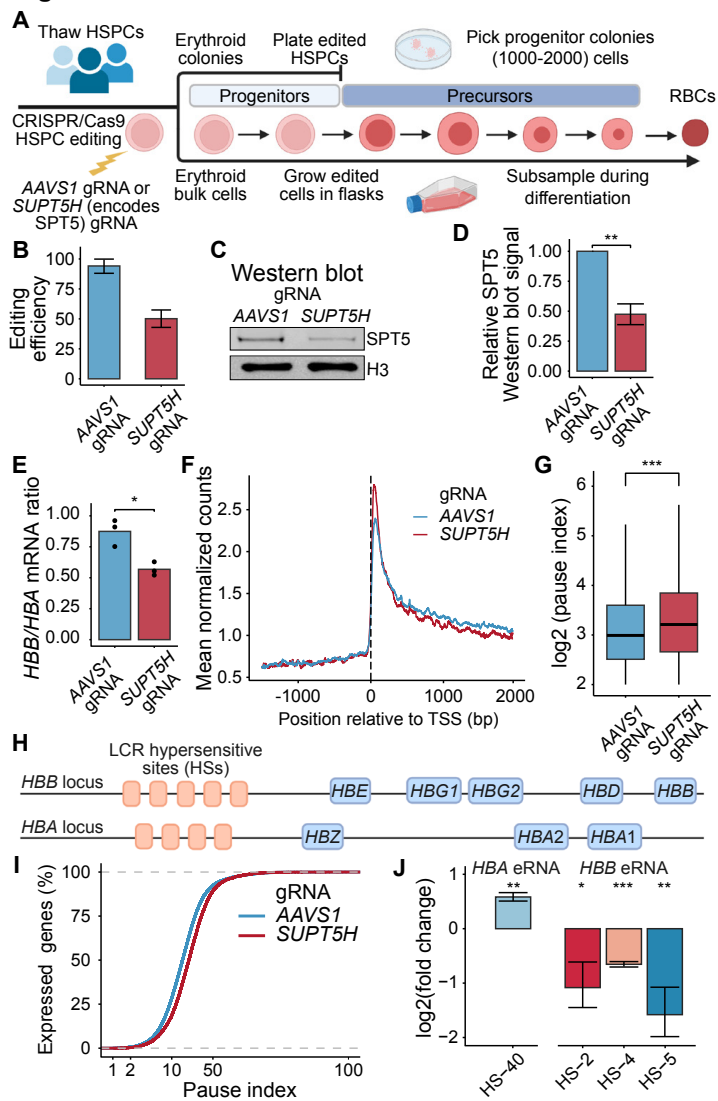 A
Thaw HSPCs
Erythroid
colonies
Plate edited
HSPCs
Pick progenitor colonies
(1000-2000) cells
Progenitors
Precursors
RBCs
CRISPR/Cas9
HSPC editing
AAVS1 gRNA or
SUPT5H (encodes
SPT5) gRNA
Erythroid
bulk cells
Grow edited
cells in flasks
Subsample during
differentiation
B
Editing
efficiency
100
75
50
25
0
AAVS1
gRNA
SUPT5H
gRNA
C
Western blot
gRNA
AAVS1 SUPT5H
SPT5
H3
D
Relative SPT5
Western blot signal
**
1.00
0.75
0.50
0.25
0.00
AAVS1
gRNA
SUPT5H
gRNA
E
HBB/HBA mRNA ratio
*
0.75
0.50
0.25
0.00
AAVS1
gRNA
SUPT5H
gRNA
F
Mean normalized counts
2.5
2.0
1.5
1.0
0.5
gRNA
AAVS1
SUPT5H
-1000 0 1000 2000
Position relative to TSS (bp)
G
log2 (pause index)
***
6
5
4
3
2
AAVS1
gRNA
SUPT5H
gRNA
H
LCR hypersensitive
sites (HSs)
HBB locus
HBE HBG1 HBG2 HBD HBB
HBA locus
HBZ HBA2 HBA1
I
Expressed genes (%)
100
75
50
25
0
gRNA
AAVS1
SUPT5H
1 2 10 50 100
Pause index
J
HBA eRNA HBB eRNA
** * *** **
log2(fold change)
1
0
−1
−2
HS−40 HS−2 HS−4 HS−5